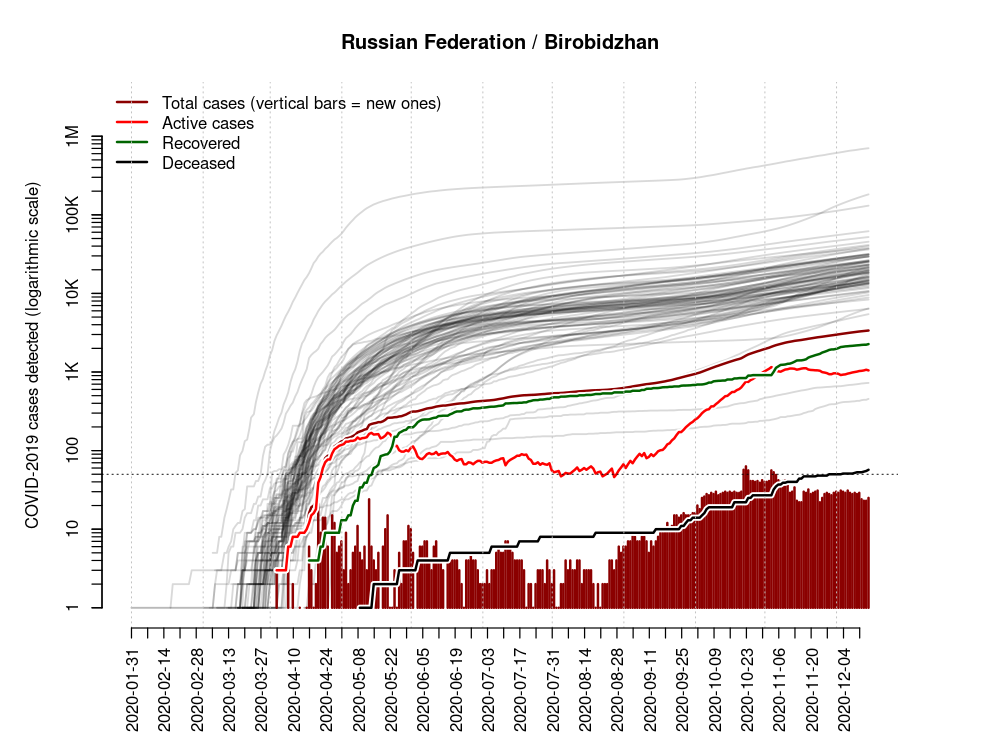 Russian Federation / Birobidzhan
Total cases (vertical bars = new ones)
Active cases
Recovered
Deceased
COVID-2019 cases detected (logarithmic scale)
1M
100K
10K
1K
100
10
1
2020-01-31
2020-02-14
2020-02-28
2020-03-13
2020-03-27
2020-04-10
2020-04-24
2020-05-08
2020-05-22
2020-06-05
2020-06-19
2020-07-03
2020-07-17
2020-07-31
2020-08-14
2020-08-28
2020-09-11
2020-09-25
2020-10-09
2020-10-23
2020-11-06
2020-11-20
2020-12-04